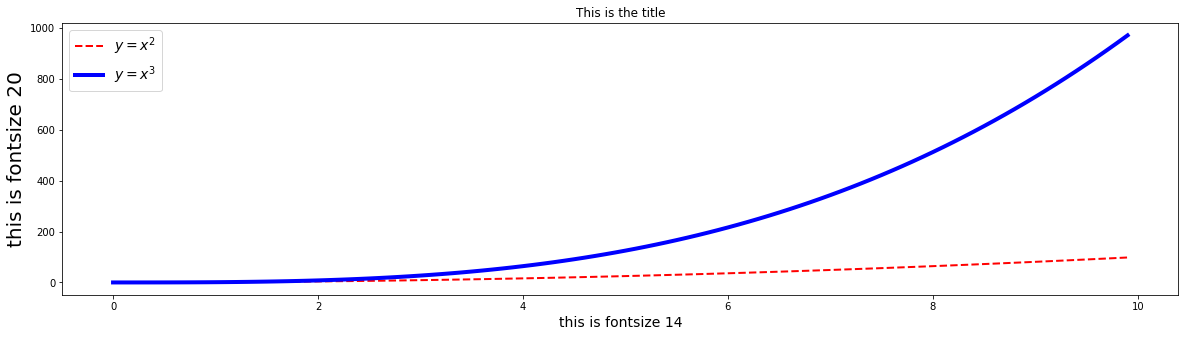 This is the title
this is fontsize 20
1000
800
600
400
200
0
y = x²
y = x³
0 2 4 6 8 10
this is fontsize 14